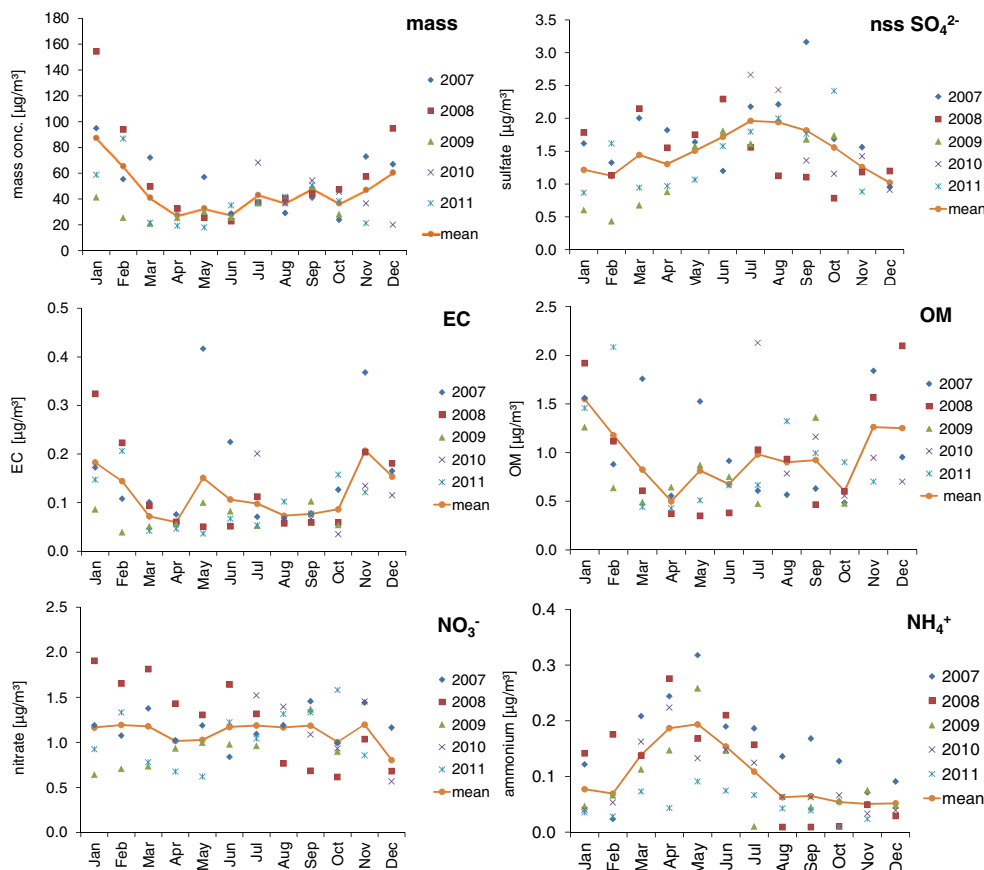 mass
mass conc. [µg/m³]
180
160
140
120
100
80
60
40
20
0
Jan
Feb
Mar
Apr
May
Jun
Jul
Aug
Sep
Oct
Nov
Dec
2007
2008
2009
2010
2011
mean
nss SO₄²⁻
sulfate [µg/m³]
3.5
3.0
2.5
2.0
1.5
1.0
0.5
0.0
Jan
Feb
Mar
Apr
May
Jun
Jul
Aug
Sep
Oct
Nov
Dec
2007
2008
2009
2010
2011
mean
EC
EC [µg/m³]
0.5
0.4
0.3
0.2
0.1
0.0
Jan
Feb
Mar
Apr
May
Jun
Jul
Aug
Sep
Oct
Nov
Dec
2007
2008
2009
2010
2011
mean
OM
OM [µg/m³]
2.5
2.0
1.5
1.0
0.5
0.0
Jan
Feb
Mar
Apr
May
Jun
Jul
Aug
Sep
Oct
Nov
Dec
2007
2008
2009
2010
2011
mean
NO₃⁻
nitrate [µg/m³]
2.5
2.0
1.5
1.0
0.5
0.0
Jan
Feb
Mar
Apr
May
Jun
Jul
Aug
Sep
Oct
Nov
Dec
2007
2008
2009
2010
2011
mean
NH₄⁺
ammonium [µg/m³]
0.4
0.3
0.2
0.1
0.0
Jan
Feb
Mar
Apr
May
Jun
Jul
Aug
Sep
Oct
Nov
Dec
2007
2008
2009
2010
2011
mean